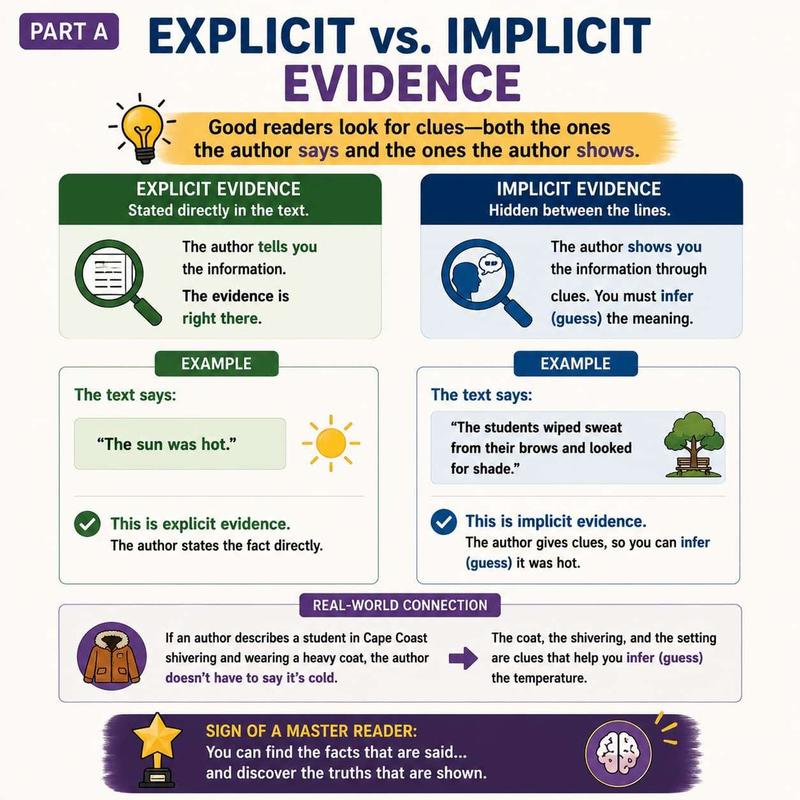 PART A
EXPLICIT vs. IMPLICIT
EVIDENCE
Good readers look for clues—both the ones
the author says and the ones the author shows.
EXPLICIT EVIDENCE
Stated directly in the text.
The author tells you
the information.
The evidence is
right there.
IMPLICIT EVIDENCE
Hidden between the lines.
The author shows you
the information through
clues. You must infer
(guess) the meaning.
EXAMPLE
The text says:
“The sun was hot.”
This is explicit evidence.
The author states the fact directly.
EXAMPLE
The text says:
“The students wiped sweat
from their brows and looked
for shade.”
This is implicit evidence.
The author gives clues, so you can infer
(guess) it was hot.
REAL-WORLD CONNECTION
If an author describes a student in Cape Coast
shivering and wearing a heavy coat, the author
doesn’t have to say it’s cold.
The coat, the shivering, and the setting
are clues that help you infer (guess)
the temperature.
SIGN OF A MASTER READER:
You can find the facts that are said...
and discover the truths that are shown.